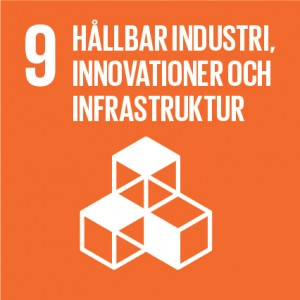 9 HÅLLBAR INDUSTRI,
INNOVATIONER OCH
INFRASTRUKTUR